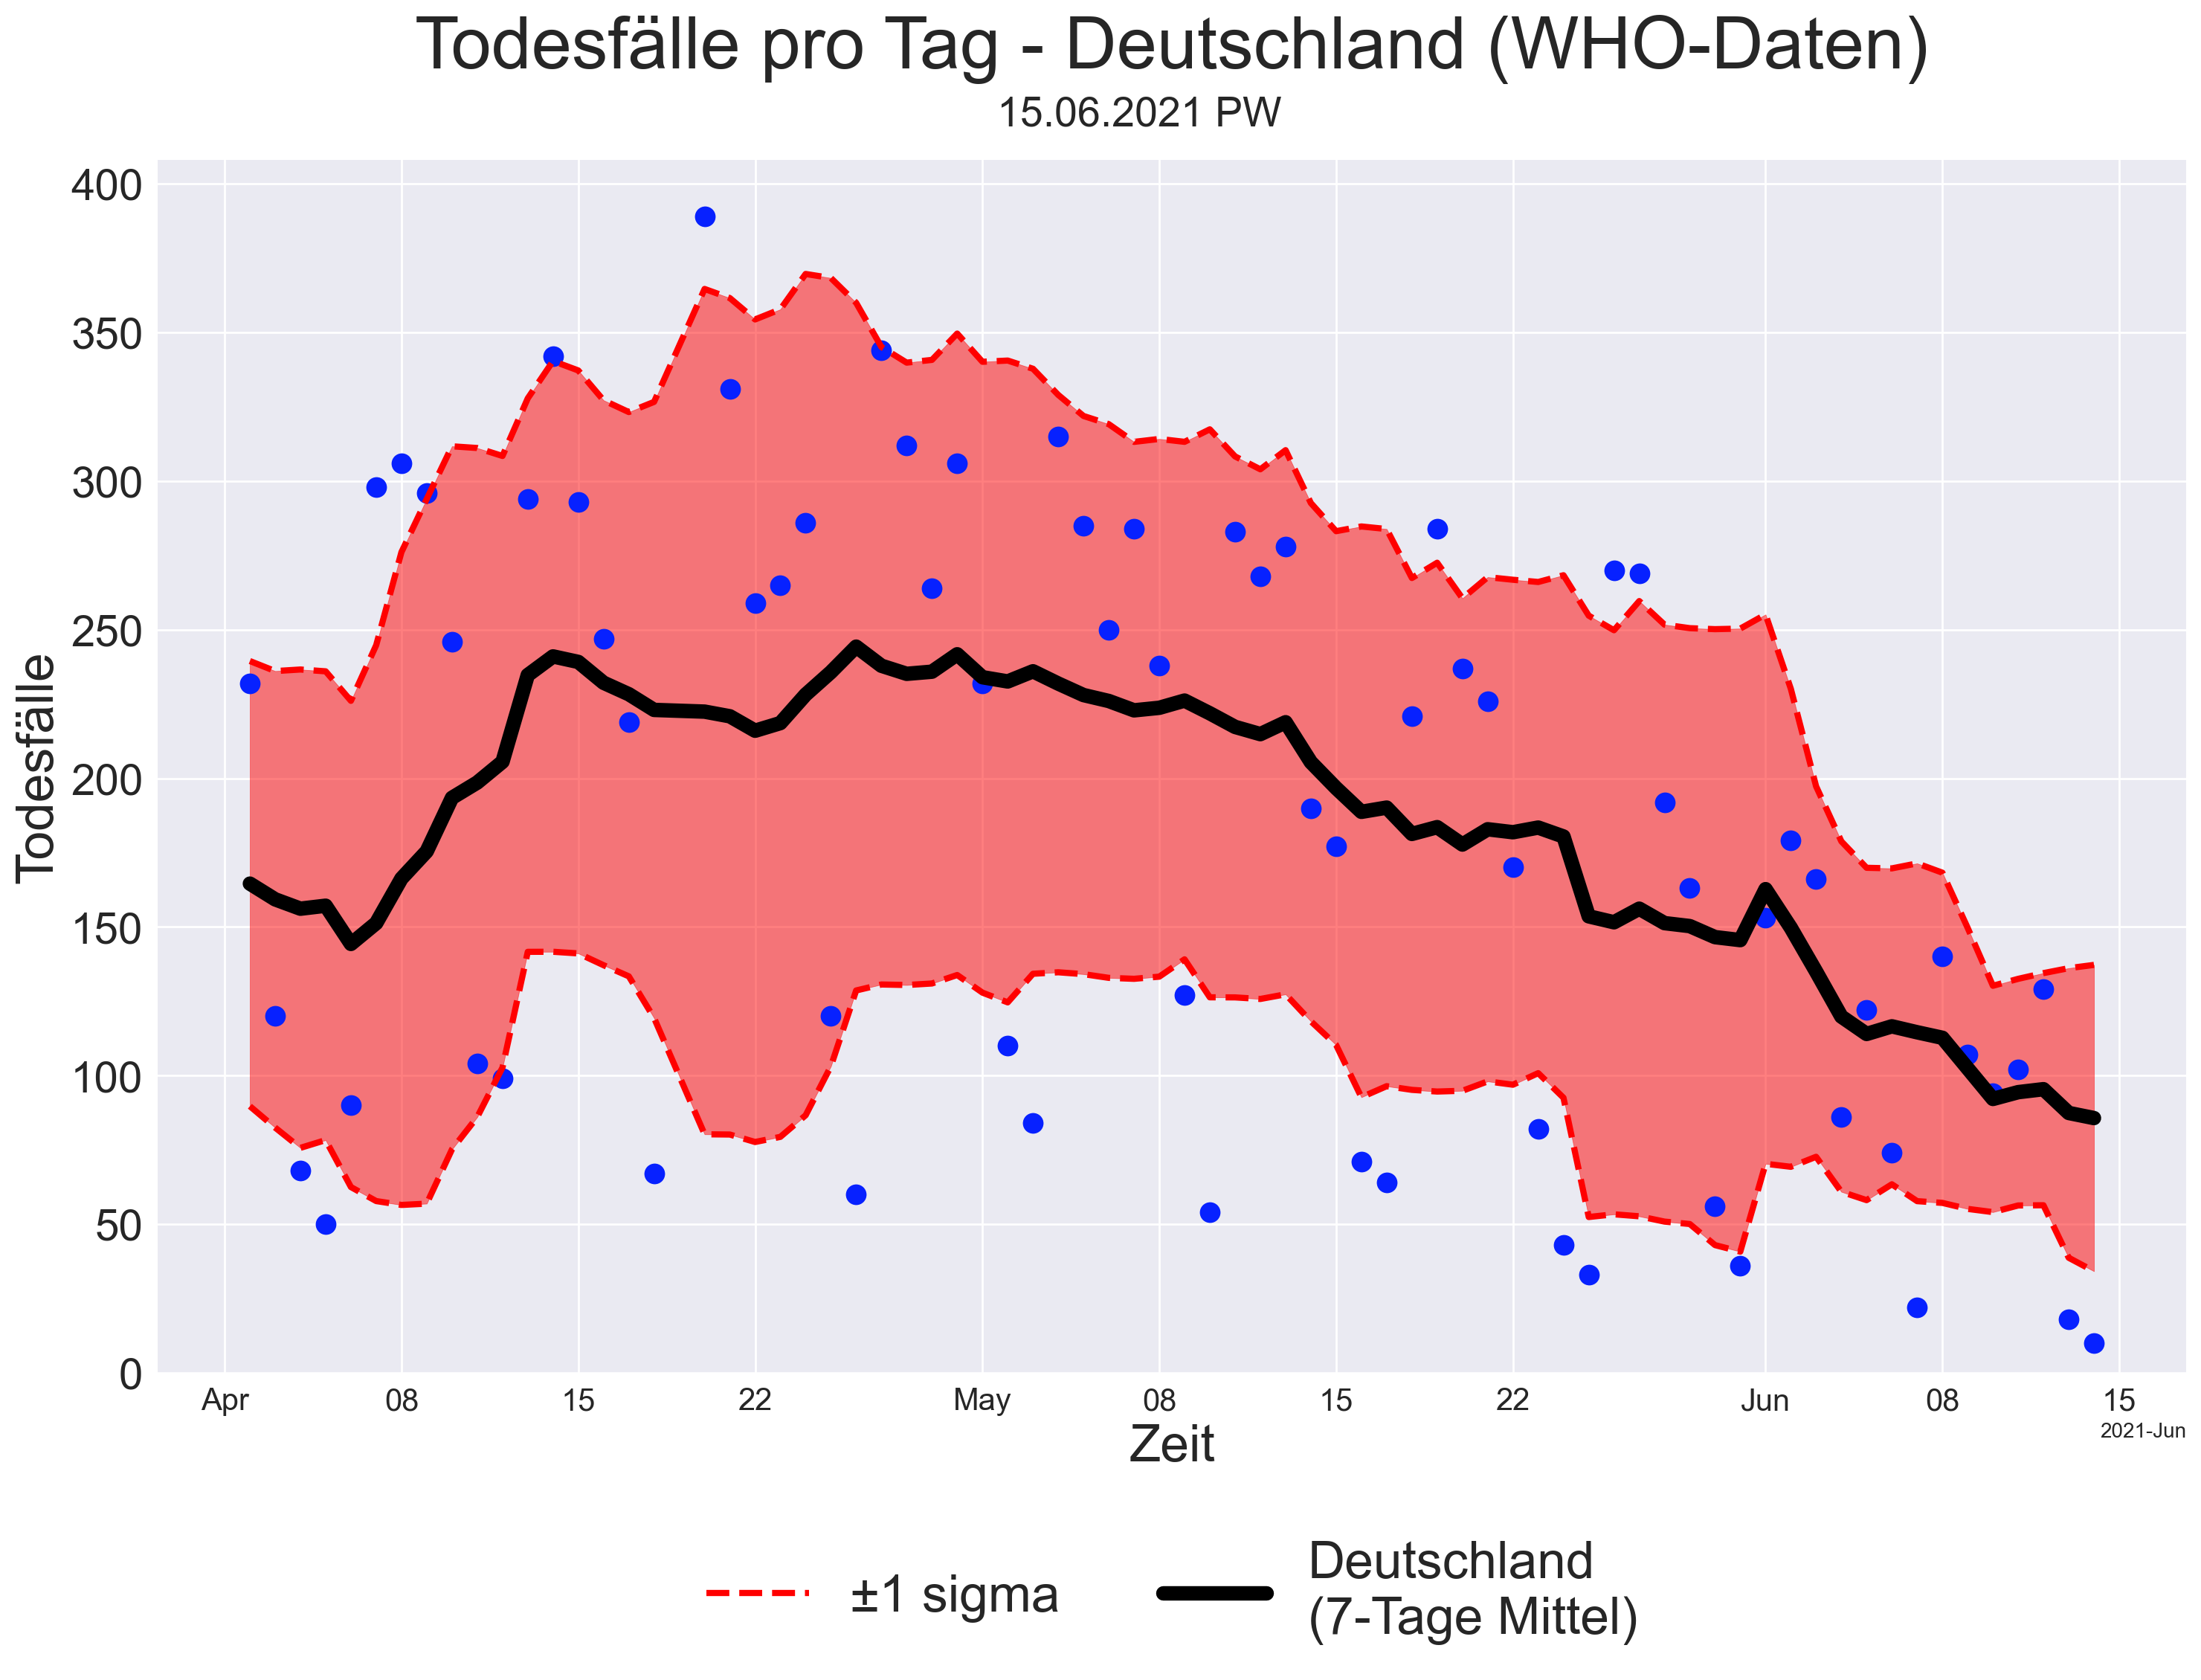 Todesfälle pro Tag - Deutschland (WHO-Daten)
15.06.2021 PW
400
350
300
250
200
150
100
50
0
Todesfälle
Apr 08 15 22 May 08 15 22 Jun 08 15
2021-Jun
Zeit
±1 sigma
Deutschland
(7-Tage Mittel)